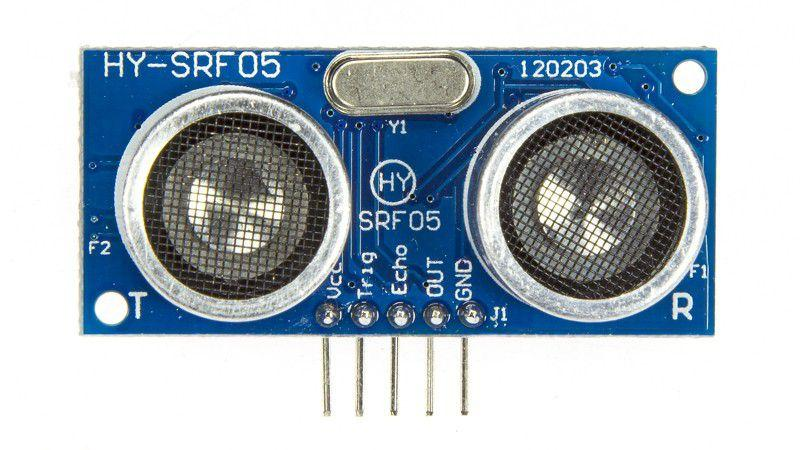 HY-SRF05
120203
Y1
HY
SRF05
F2
Vcc
Trig
Echo
OUT
GND
F1
T
J1
R